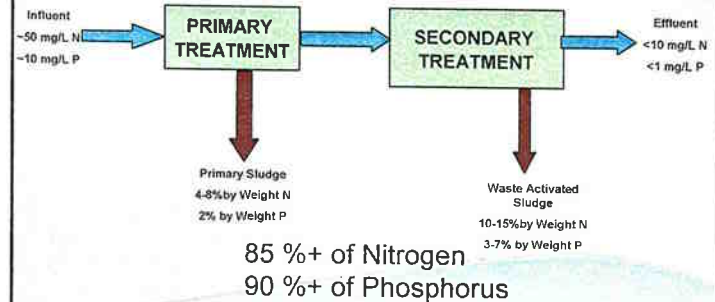 Influent
~50 mg/L N
~10 mg/L P
PRIMARY
TREATMENT
SECONDARY
TREATMENT
Effluent
<10 mg/L N
<1 mg/L P
Primary Sludge
4-8%by Weight N
2% by Weight P
Waste Activated
Sludge
10-15%by Weight N
3-7% by Weight P
85 %+ of Nitrogen
90 %+ of Phosphorus